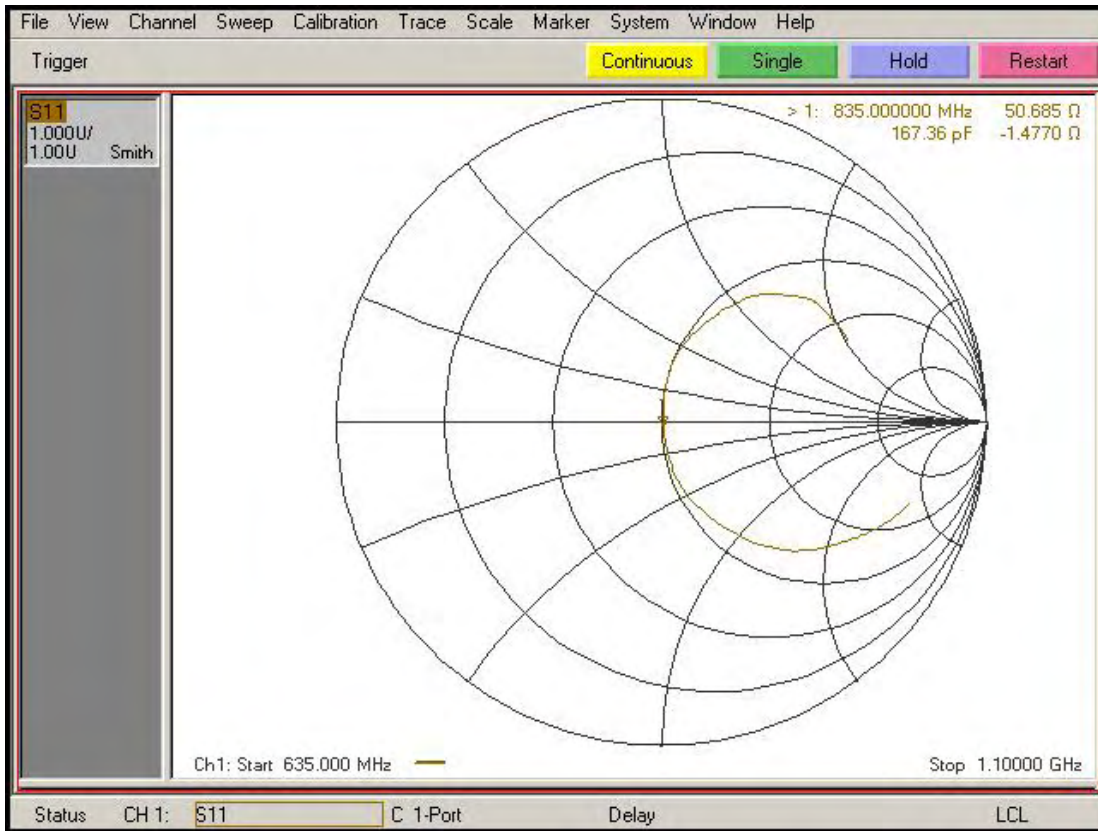 File View Channel Sweep Calibration Trace Scale Marker System Window Help
Trigger Continuous Single Hold Restart
S11
1.000U/
1.00U Smith
> 1: 835.000000 MHz 50.685 Ω
167.36 pF -1.4770 Ω
Ch1: Start 635.000 MHz Stop 1.10000 GHz
Status CH 1: S11 C 1-Port Delay LCL